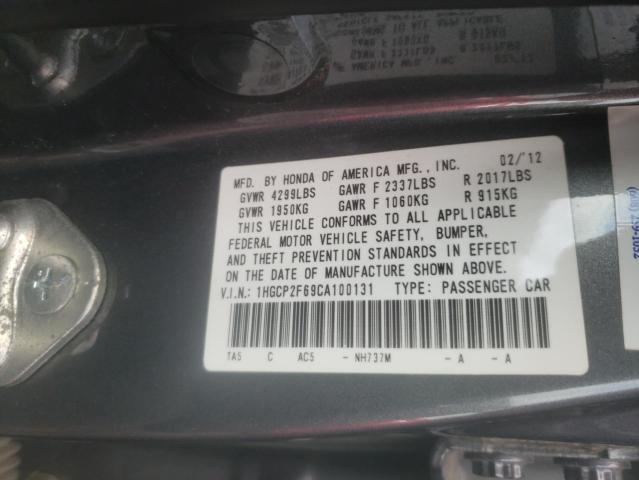 MFD. BY HONDA OF AMERICA MFG., INC. 02/'12
GVWR 4299LBS GAWR F 2337LBS R 2017LBS
GVWR 1950KG GAWR F 1060KG R 915KG
THIS VEHICLE CONFORMS TO ALL APPLICABLE
FEDERAL MOTOR VEHICLE SAFETY, BUMPER,
AND THEFT PREVENTION STANDARDS IN EFFECT
ON THE DATE OF MANUFACTURE SHOWN ABOVE.
V.I.N.: 1HGCP2F69CA100131 TYPE: PASSENGER CAR
TA5 C AC5 - NH737M - A - A